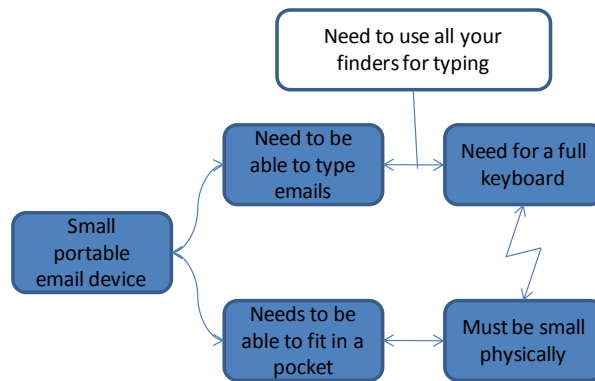 Need to use all your
finders for typing
Need to be
able to type
emails
Need for a full
keyboard
Small
portable
email device
Needs to be
able to fit in a
pocket
Must be small
physically